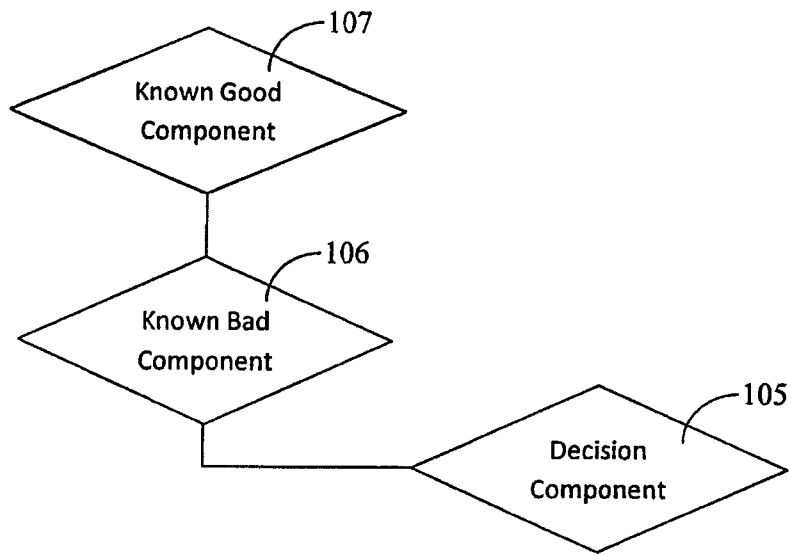 107
Known Good
Component
106
Known Bad
Component
105
Decision
Component